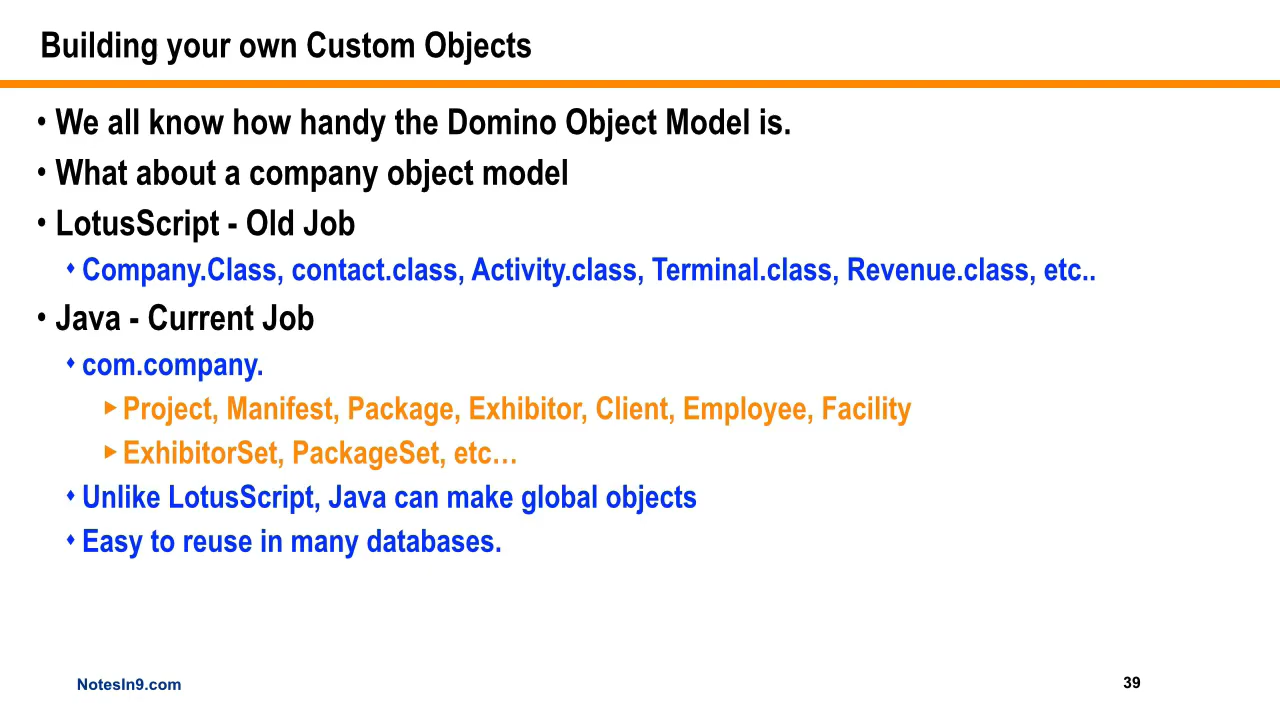 Building your own Custom Objects
• We all know how handy the Domino Object Model is.
• What about a company object model
• LotusScript - Old Job
♦ Company.Class, contact.class, Activity.class, Terminal.class, Revenue.class, etc..
• Java - Current Job
♦ com.company.
► Project, Manifest, Package, Exhibitor, Client, Employee, Facility
► ExhibitorSet, PackageSet, etc…
♦ Unlike LotusScript, Java can make global objects
♦ Easy to reuse in many databases.
NotesIn9.com
39